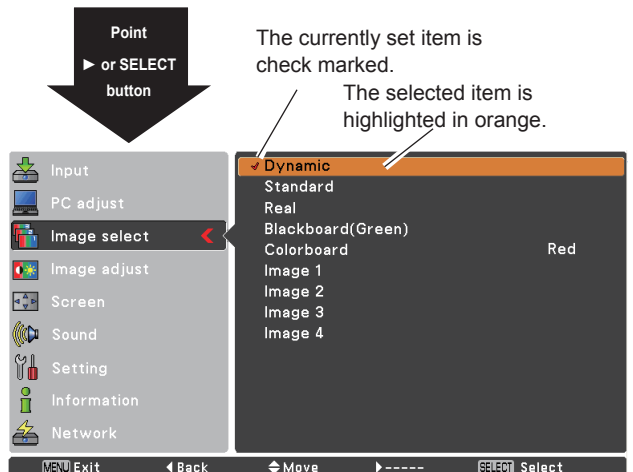 Point
► or SELECT
button
The currently set item is
check marked.
The selected item is
highlighted in orange.
Input
PC adjust
Image select
Image adjust
Screen
Sound
Setting
Information
Network
✓ Dynamic
Standard
Real
Blackboard(Green)
Colorboard Red
Image 1
Image 2
Image 3
Image 4
MENU Exit ◄ Back ◆ Move ► ----- SELECT Select